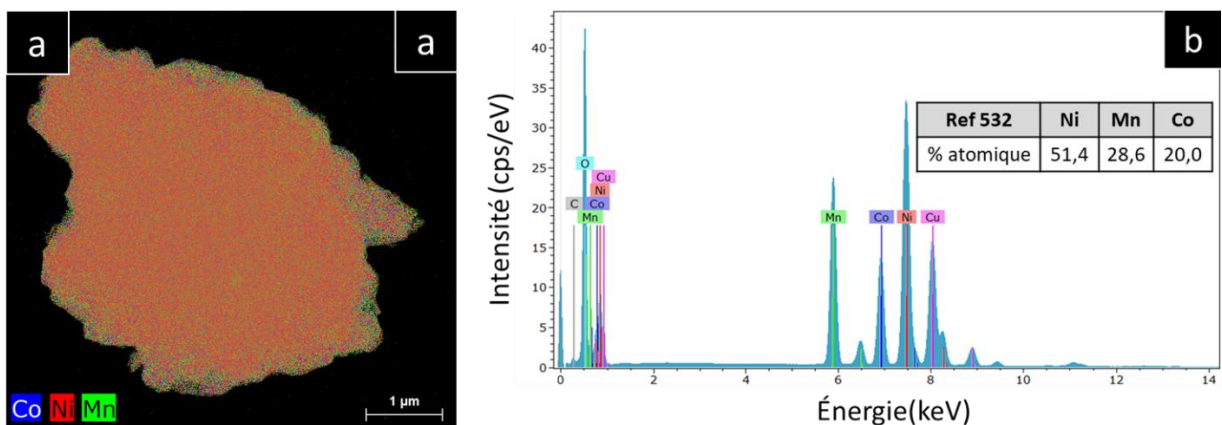 a
a
Co Ni Mn
1 µm
b
Intensité (cps/eV)
40
35
30
25
20
15
10
5
0
C
O
Mn
Cu
Ni
Co
Mn
Co
Ni
Cu
Ref 532 Ni Mn Co
% atomique 51,4 28,6 20,0
0 2 4 6 8 10 12 14
Énergie(keV)